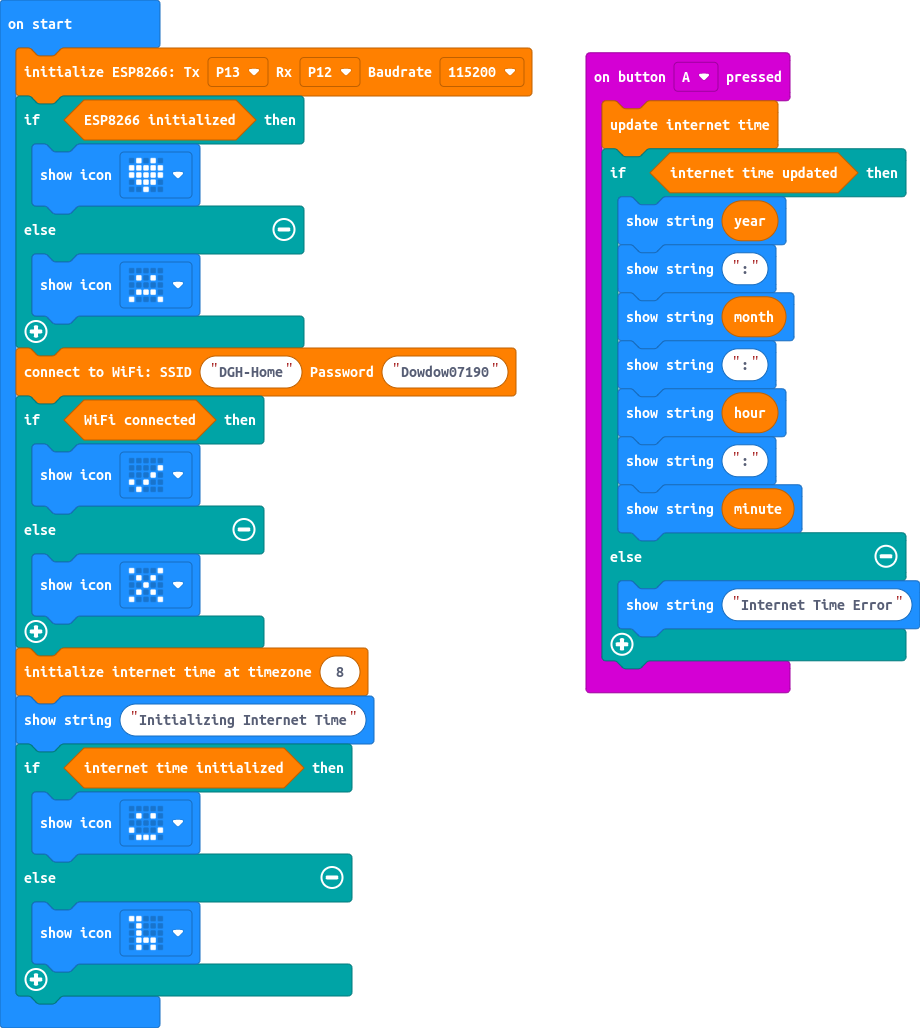 on start
initialize ESP8266: Tx P13 Rx P12 Baudrate 115200
if ESP8266 initialized then
show icon
else
show icon
connect to WiFi: SSID "DGH-Home" Password "Dowdow07190"
if WiFi connected then
show icon
else
show icon
initialize internet time at timezone 8
show string "Initializing Internet Time"
if internet time initialized then
show icon
else
show icon
on button A pressed
update internet time
if internet time updated then
show string year
show string ":"
show string month
show string ":"
show string hour
show string ":"
show string minute
else
show string "Internet Time Error"